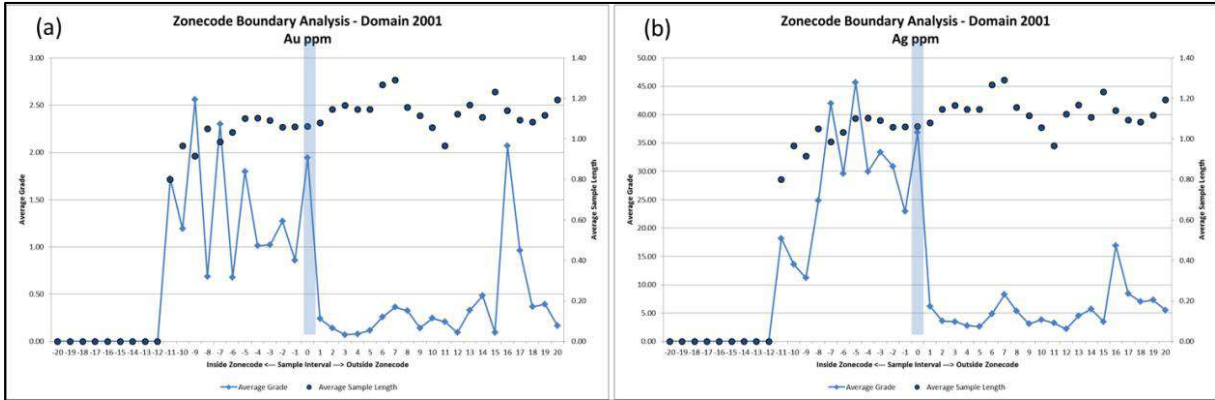 (a)
Zonecode Boundary Analysis - Domain 2001
Au ppm
3.00 1.40
2.50 1.20
2.00 1.00
1.50 0.80
1.00 0.60
0.50 0.40
0.00 0.20
0.00
Average Grade
Average Sample Length
-20 -19 -18 -17 -16 -15 -14 -13 -12 -11 -10 -9 -8 -7 -6 -5 -4 -3 -2 -1 0 1 2 3 4 5 6 7 8 9 10 11 12 13 14 15 16 17 18 19 20
Inside Zonecode <--- Sample Interval ---> Outside Zonecode
Average Grade Average Sample Length
(b)
Zonecode Boundary Analysis - Domain 2001
Ag ppm
50.00 1.40
45.00 1.20
40.00 1.00
35.00 0.80
30.00 0.60
25.00 0.40
20.00 0.20
15.00 0.00
10.00
5.00
0.00
Average Grade
Average Sample Length
-20 -19 -18 -17 -16 -15 -14 -13 -12 -11 -10 -9 -8 -7 -6 -5 -4 -3 -2 -1 0 1 2 3 4 5 6 7 8 9 10 11 12 13 14 15 16 17 18 19 20
Inside Zonecode <--- Sample Interval ---> Outside Zonecode
Average Grade Average Sample Length